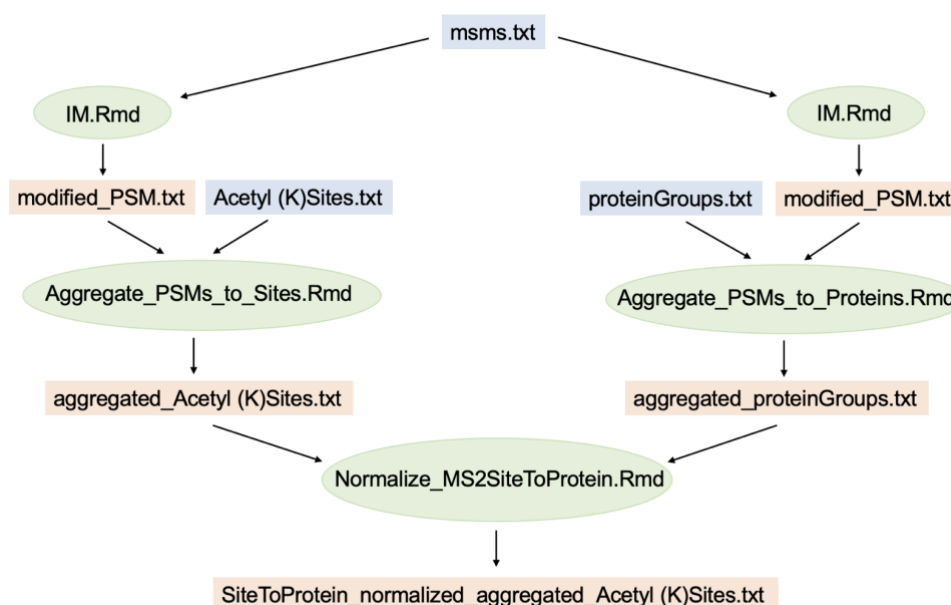 msms.txt
IM.Rmd
IM.Rmd
modified_PSM.txt
Acetyl (K)Sites.txt
proteinGroups.txt
modified_PSM.txt
Aggregate_PSMs_to_Sites.Rmd
Aggregate_PSMs_to_Proteins.Rmd
aggregated_Acetyl (K)Sites.txt
aggregated_proteinGroups.txt
Normalize_MS2SiteToProtein.Rmd
SiteToProtein_normalized_aggregated_Acetyl (K)Sites.txt